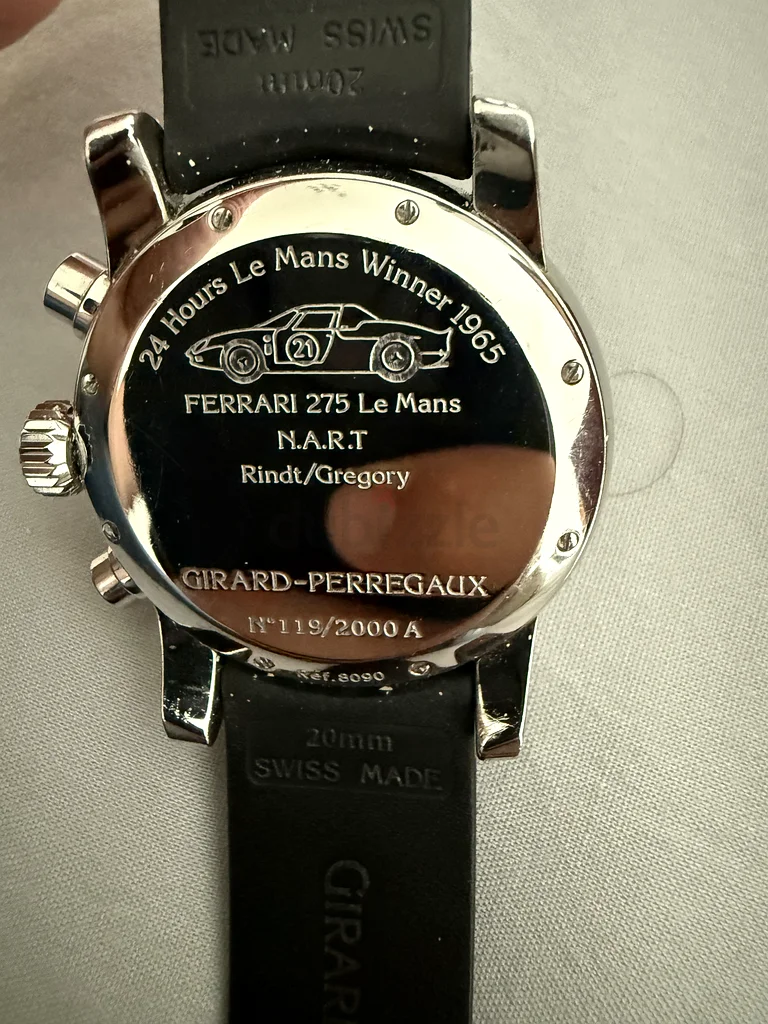 SWISS MADE
20mm
24 Hours Le Mans Winner 1965
21
FERRARI 275 Le Mans
N.A.R.T
Rindt/Gregory
dubizzle
GIRARD-PERREGAUX
N°119/2000 A
Ref.8090
20mm
SWISS MADE
GIRAR